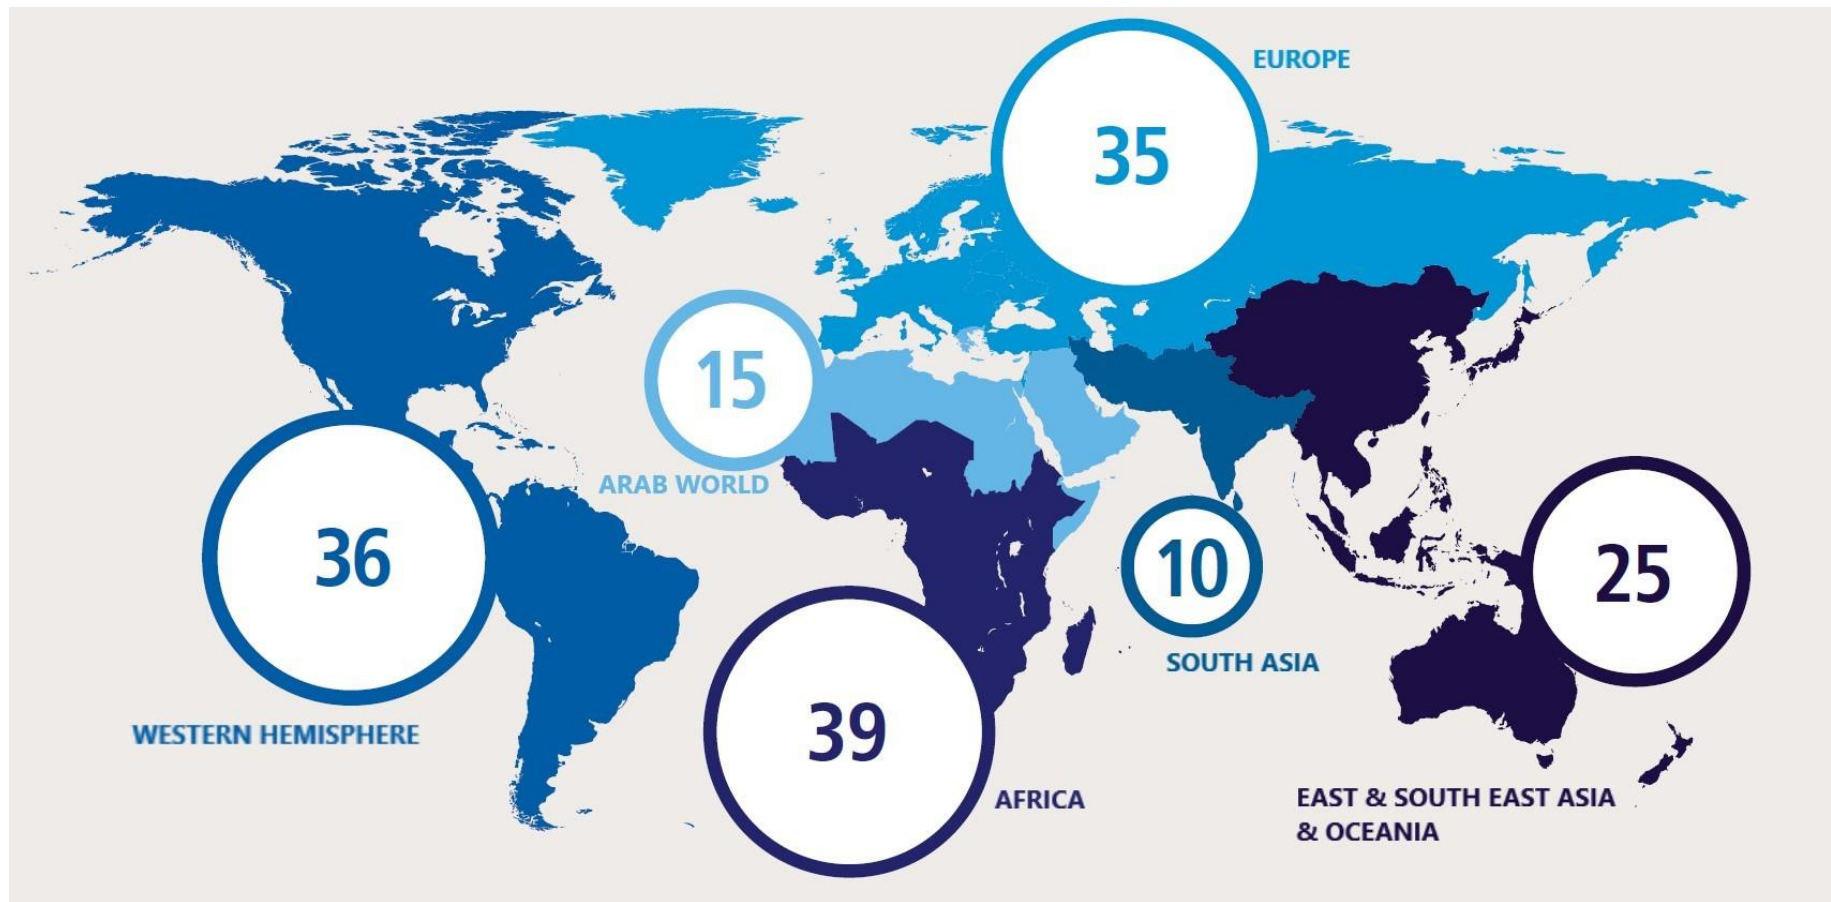 EUROPE
35
15
ARAB WORLD
36
WESTERN HEMISPHERE
10
SOUTH ASIA
25
39
AFRICA
EAST & SOUTH EAST ASIA
& OCEANIA